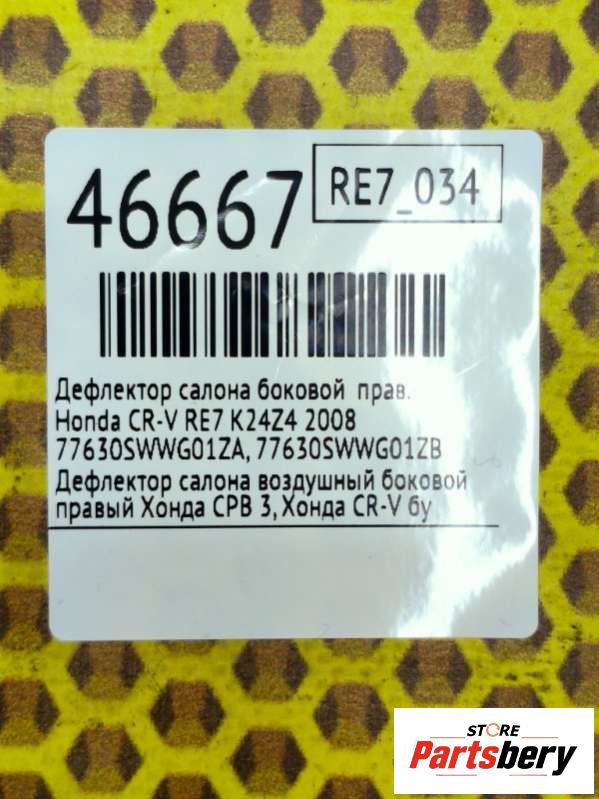 46667
RE7_034
Дефлектор салона боковой прав.
Honda CR-V RE7 K24Z4 2008
77630SWWG01ZA, 77630SWWG01ZB
Дефлектор салона воздушный боковой
правый Хонда СРВ 3, Хонда CR-V бу
STORE
Partsbery